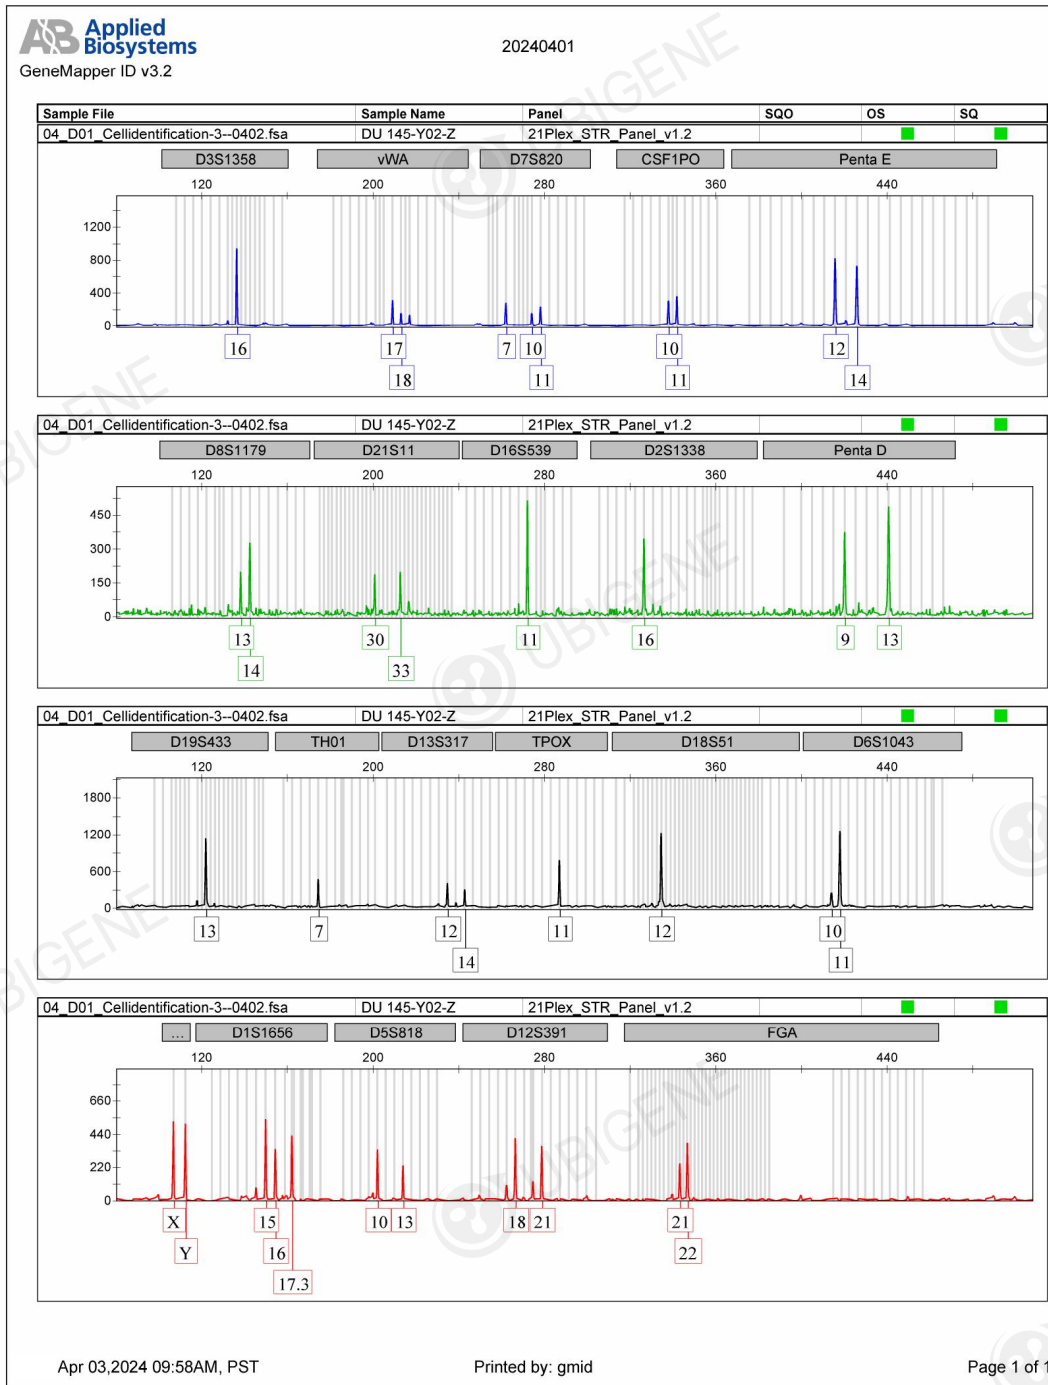 AB Applied
Biosystems
GeneMapper ID v3.2
20240401
Sample File Sample Name Panel SQO OS SQ
04_D01_Cellidentification-3--0402.fsa DU 145-Y02-Z 21Plex_STR_Panel_v1.2
D3S1358 vWA D7S820 CSF1PO Penta E
120 200 280 360 440
1200
800
400
0
16 17 7 10 10 12
18 11 11 14
04_D01_Cellidentification-3--0402.fsa DU 145-Y02-Z 21Plex_STR_Panel_v1.2
D8S1179 D21S11 D16S539 D2S1338 Penta D
120 200 280 360 440
450
300
150
0
13 30 11 16 9 13
14 33
04_D01_Cellidentification-3--0402.fsa DU 145-Y02-Z 21Plex_STR_Panel_v1.2
D19S433 TH01 D13S317 TPOX D18S51 D6S1043
120 200 280 360 440
1800
1200
600
0
13 7 12 11 12 10
14 11
04_D01_Cellidentification-3--0402.fsa DU 145-Y02-Z 21Plex_STR_Panel_v1.2
... D1S1656 D5S818 D12S391 FGA
120 200 280 360 440
660
440
220
0
X 15 10 13 18 21 21
Y 16 22
17.3
Apr 03,2024 09:58AM, PST Printed by: gmid Page 1 of 1
UBIGENE
UBIGENE
UBIGENE
UBIGENE
UBIGENE